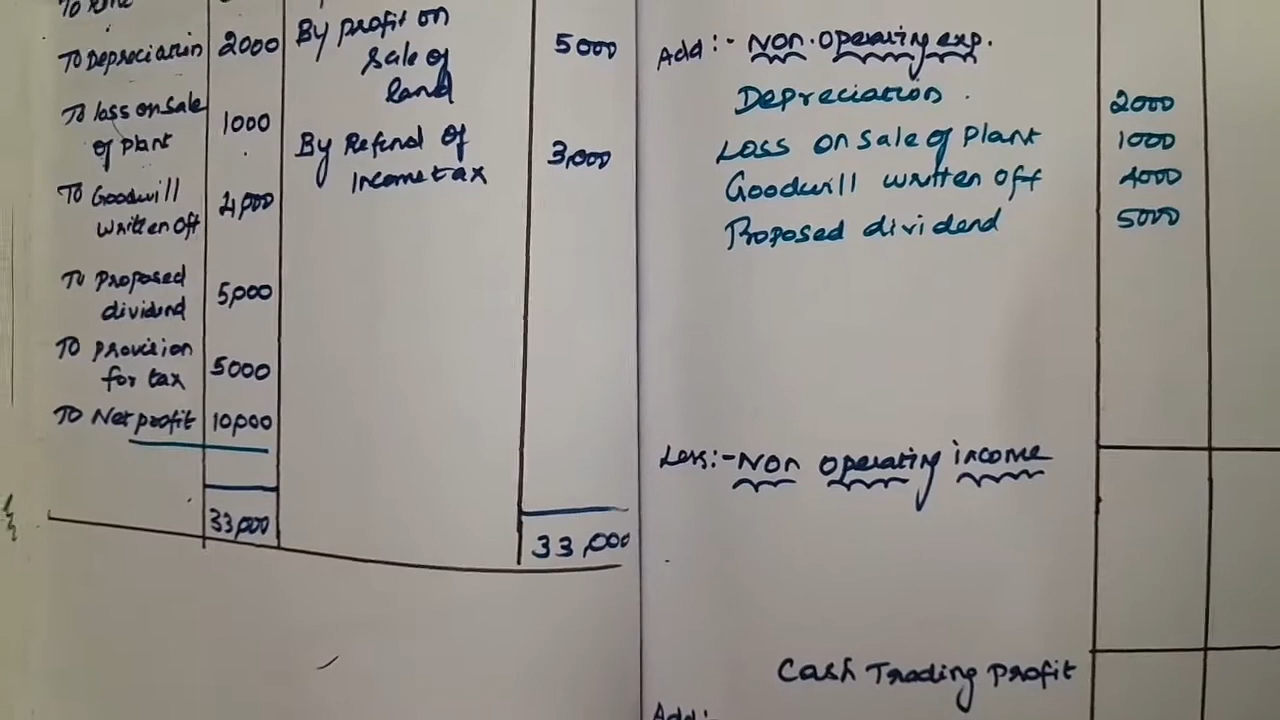 To Depreciation 2000
To loss on sale
of plant 1000
To Goodwill
written off 4,000
To Proposed
dividend 5,000
To provision
for tax 5000
To Net profit 10,000
33,000
By profit on
Sale of
land 5000
By Refund of
Income tax 3,000
33,000
Add:- Non-Operating exp.
Depreciation. 2000
Loss on Sale of Plant 1000
Goodwill written off 4000
Proposed dividend 5000
Less:- Non Operating income
Cash Trading Profit
Add:-